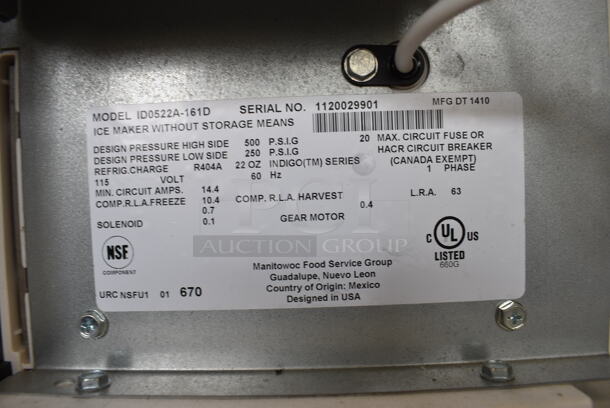 MODEL ID0522A-161D SERIAL NO. 1120029901 MFG DT 1410
ICE MAKER WITHOUT STORAGE MEANS
DESIGN PRESSURE HIGH SIDE 500 P.S.I.G 20 MAX. CIRCUIT FUSE OR
DESIGN PRESSURE LOW SIDE 250 P.S.I.G HACR CIRCUIT BREAKER
REFRIG.CHARGE R404A 22 OZ INDIGO(TM) SERIES (CANADA EXEMPT)
115 VOLT 60 Hz 1 PHASE
MIN. CIRCUIT AMPS. 14.4
COMP.R.L.A.FREEZE 10.4 COMP. R.L.A. HARVEST L.R.A. 63
0.7 0.4
SOLENOID 0.1 GEAR MOTOR
PCI
AUCTION GROUP
NSF
COMPONENT
C UL US
LISTED
660G
Manitowoc Food Service Group
Guadalupe, Nuevo Leon
Country of Origin: Mexico
Designed in USA
URC NSFU1 01 670